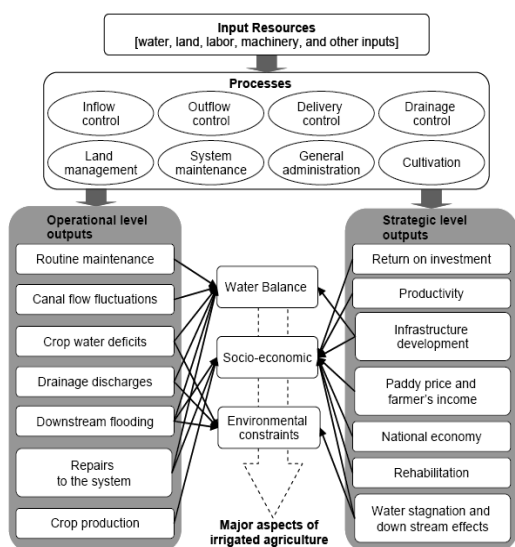 Input Resources
[water, land, labor, machinery, and other inputs]
Processes
Inflow
control
Outflow
control
Delivery
control
Drainage
control
Land
management
System
maintenance
General
administration
Cultivation
Operational level
outputs
Routine maintenance
Canal flow fluctuations
Crop water deficits
Drainage discharges
Downstream flooding
Repairs
to the system
Crop production
Water Balance
Socio-economic
Environmental
constraints
Major aspects of
irrigated agriculture
Strategic level
outputs
Return on investment
Productivity
Infrastructure
development
Paddy price and
farmer's income
National economy
Rehabilitation
Water stagnation and
down stream effects